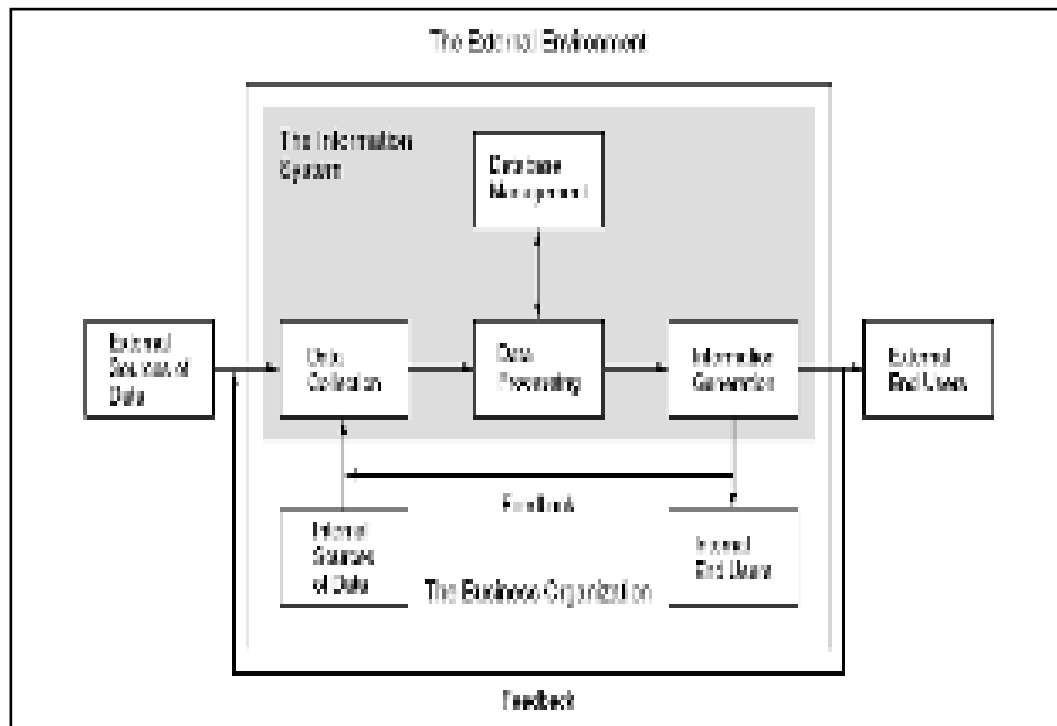 The External Environment
The Information
System
Database
Management
External
Sources of
Data
Data
Collection
Data
Processing
Information
Generation
External
End Users
Feedback
Internal
Sources
of Data
Internal
End Users
The Business Organization
Feedback